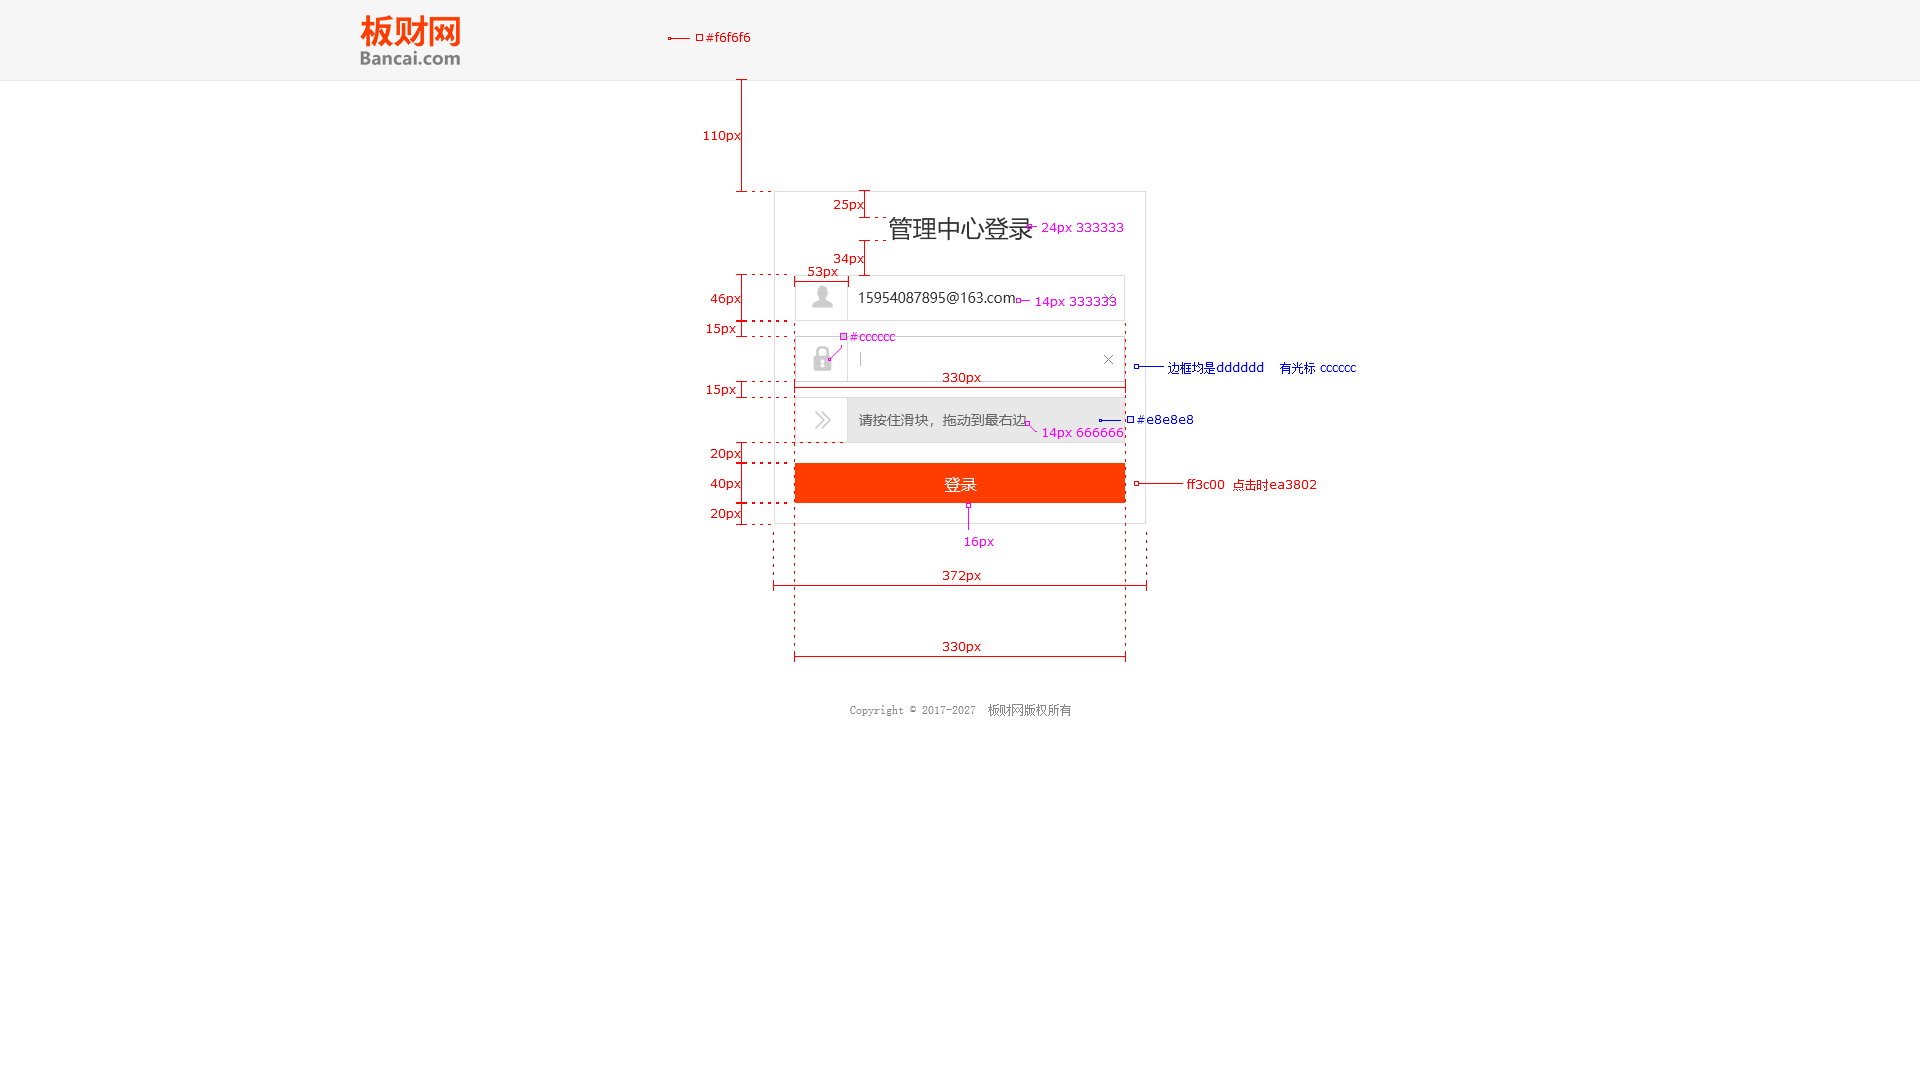 板财网
Bancai.com
#f6f6f6
110px
25px
管理中心登录
24px 333333
34px
53px
46px
15954087895@163.com
14px 333333
15px
#cccccc
边框均是dddddd 有光标 cccccc
330px
15px
请按住滑块，拖动到最右边
#e8e8e8
14px 666666
20px
40px
登录
ff3c00 点击时ea3802
20px
16px
372px
330px
Copyright © 2017-2027 板财网版权所有